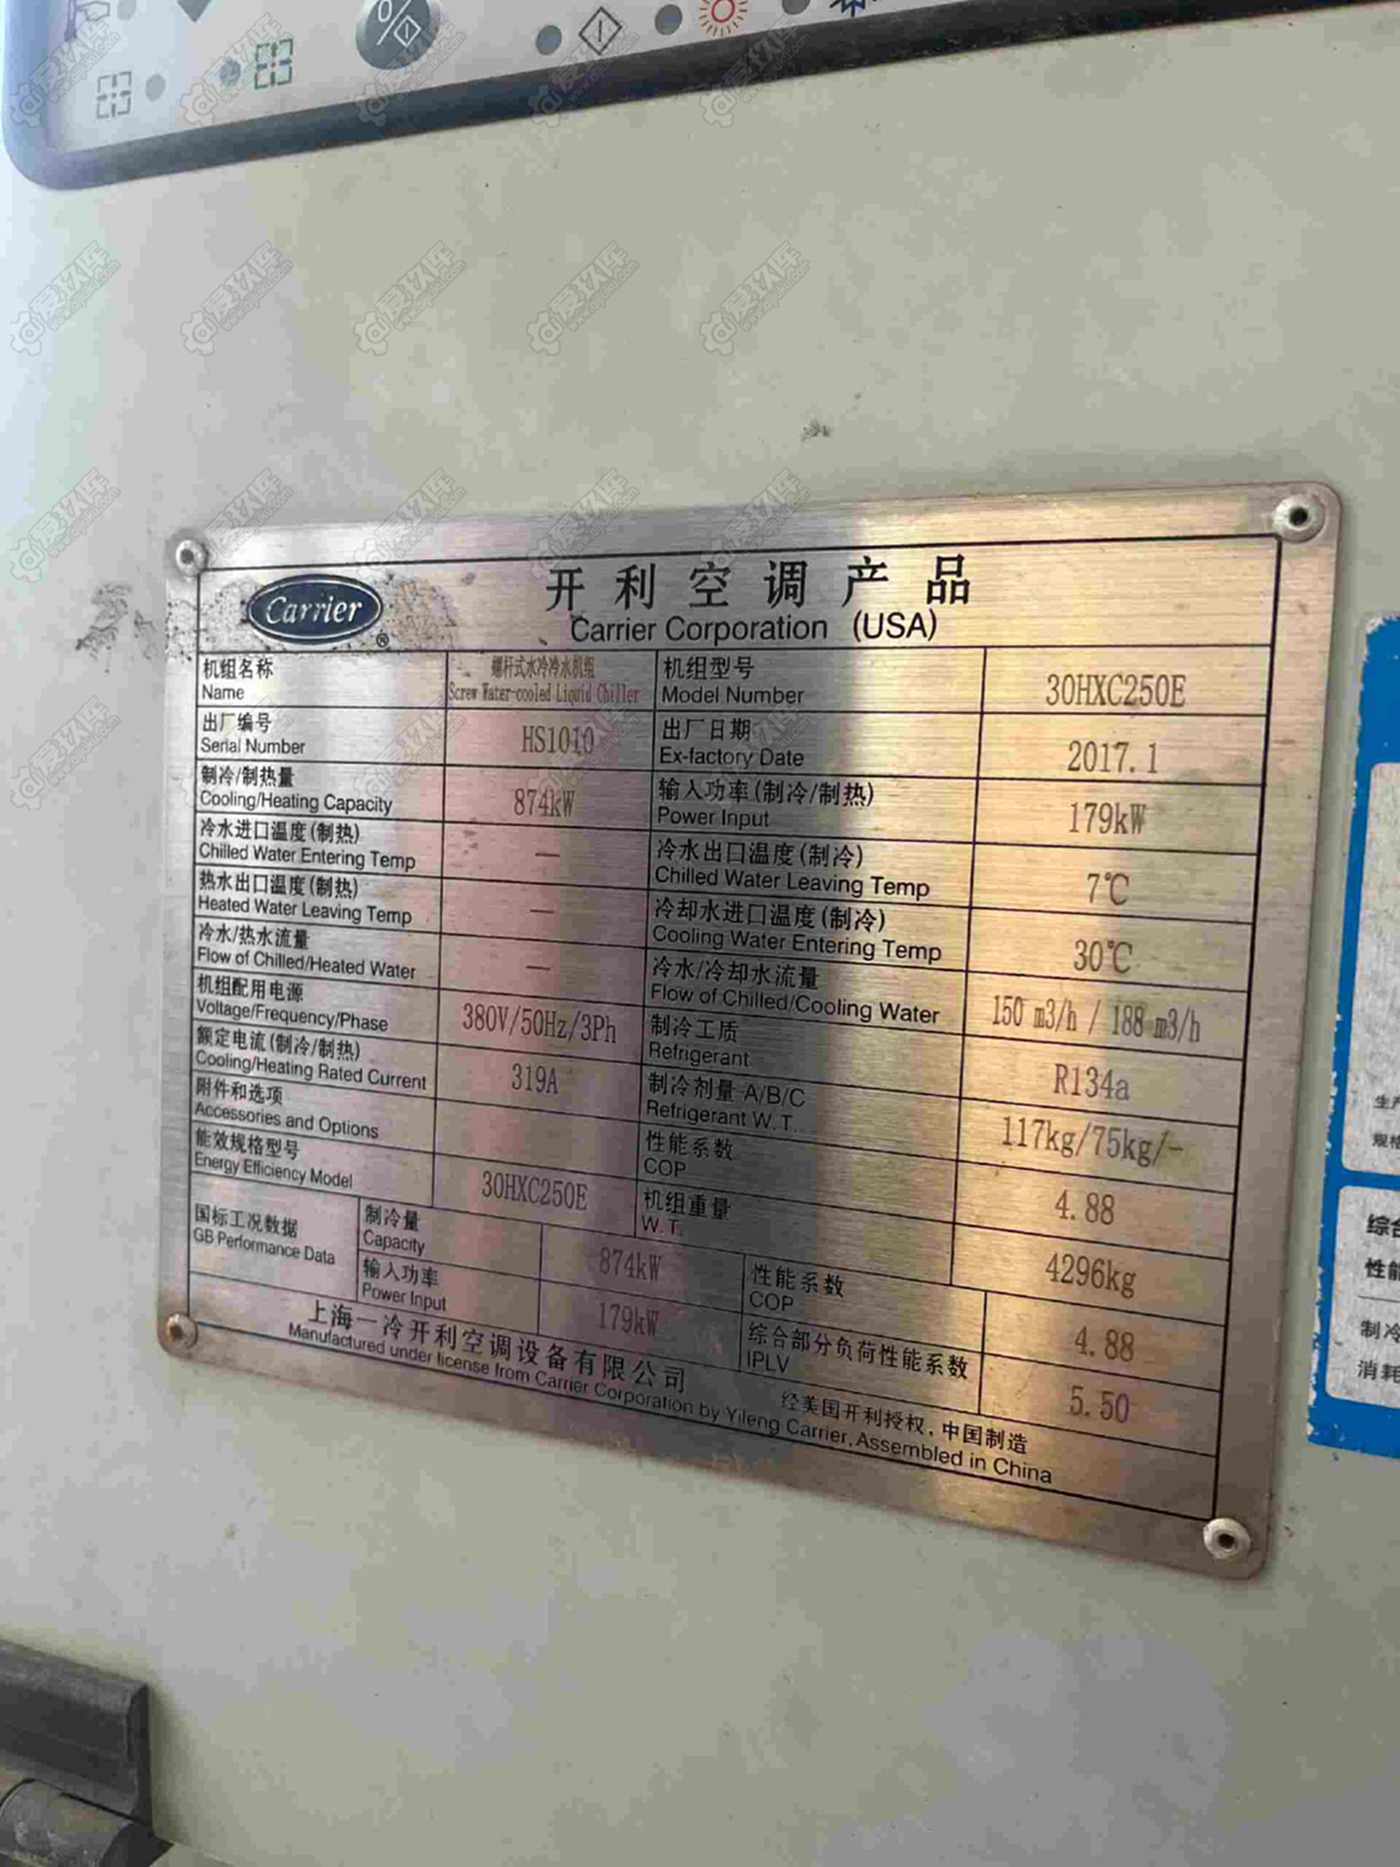 Carrier
®
开利空调产品
Carrier Corporation (USA)
机组名称
Name
螺杆式水冷冷水机组
Screw Water-cooled Liquid Chiller
机组型号
Model Number
30HXC250E
出厂编号
Serial Number
HS1010
出厂日期
Ex-factory Date
2017.1
制冷/制热量
Cooling/Heating Capacity
874kW
输入功率(制冷/制热)
Power Input
179kW
冷水进口温度(制热)
Chilled Water Entering Temp
—
冷水出口温度(制冷)
Chilled Water Leaving Temp
7℃
热水出口温度(制热)
Heated Water Leaving Temp
—
冷却水进口温度(制冷)
Cooling Water Entering Temp
30℃
冷水/热水流量
Flow of Chilled/Heated Water
—
冷水/冷却水流量
Flow of Chilled/Cooling Water
150 m3/h / 188 m3/h
机组配用电源
Voltage/Frequency/Phase
380V/50Hz/3Ph
制冷工质
Refrigerant
R134a
额定电流(制冷/制热)
Cooling/Heating Rated Current
319A
制冷剂量 A/B/C
Refrigerant W.T.
117kg/75kg/-
附件和选项
Accessories and Options
性能系数
COP
4.88
能效规格型号
Energy Efficiency Model
30HXC250E
机组重量
W.T.
4296kg
国标工况数据
GB Performance Data
制冷量
Capacity
874kW
性能系数
COP
4.88
输入功率
Power Input
179kW
综合部分负荷性能系数
IPLV
5.50
上海一冷开利空调设备有限公司
经美国开利授权,中国制造
Manufactured under license from Carrier Corporation by Yileng Carrier, Assembled in China
生产
规格
综合
性能
制冷
消耗
爱玖库